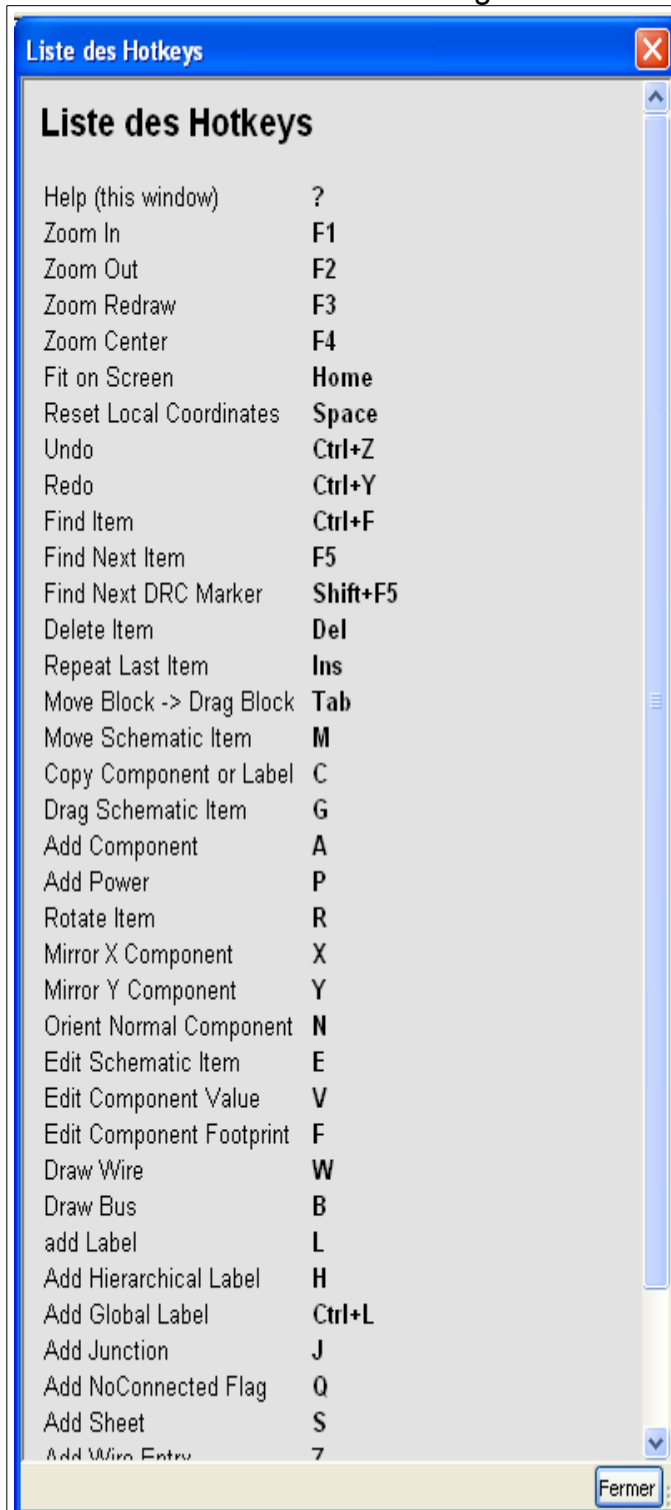 Liste des Hotkeys
Liste des Hotkeys
Help (this window) ?
Zoom In F1
Zoom Out F2
Zoom Redraw F3
Zoom Center F4
Fit on Screen Home
Reset Local Coordinates Space
Undo Ctrl+Z
Redo Ctrl+Y
Find Item Ctrl+F
Find Next Item F5
Find Next DRC Marker Shift+F5
Delete Item Del
Repeat Last Item Ins
Move Block -> Drag Block Tab
Move Schematic Item M
Copy Component or Label C
Drag Schematic Item G
Add Component A
Add Power P
Rotate Item R
Mirror X Component X
Mirror Y Component Y
Orient Normal Component N
Edit Schematic Item E
Edit Component Value V
Edit Component Footprint F
Draw Wire W
Draw Bus B
add Label L
Add Hierarchical Label H
Add Global Label Ctrl+L
Add Junction J
Add NoConnected Flag Q
Add Sheet S
Add Wire Entry Z
Fermer